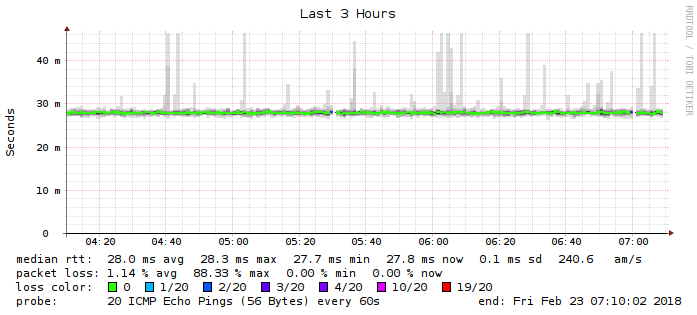 Last 3 Hours
RRDTOOL / TOBI OETIKER
Seconds
40 m
30 m
20 m
10 m
0
04:20 04:40 05:00 05:20 05:40 06:00 06:20 06:40 07:00
median rtt: 28.0 ms avg 28.3 ms max 27.7 ms min 27.8 ms now 0.1 ms sd 240.6 am/s
packet loss: 1.14 % avg 88.33 % max 0.00 % min 0.00 % now
loss color: 0 1/20 2/20 3/20 4/20 10/20 19/20
probe: 20 ICMP Echo Pings (56 Bytes) every 60s end: Fri Feb 23 07:10:02 2018